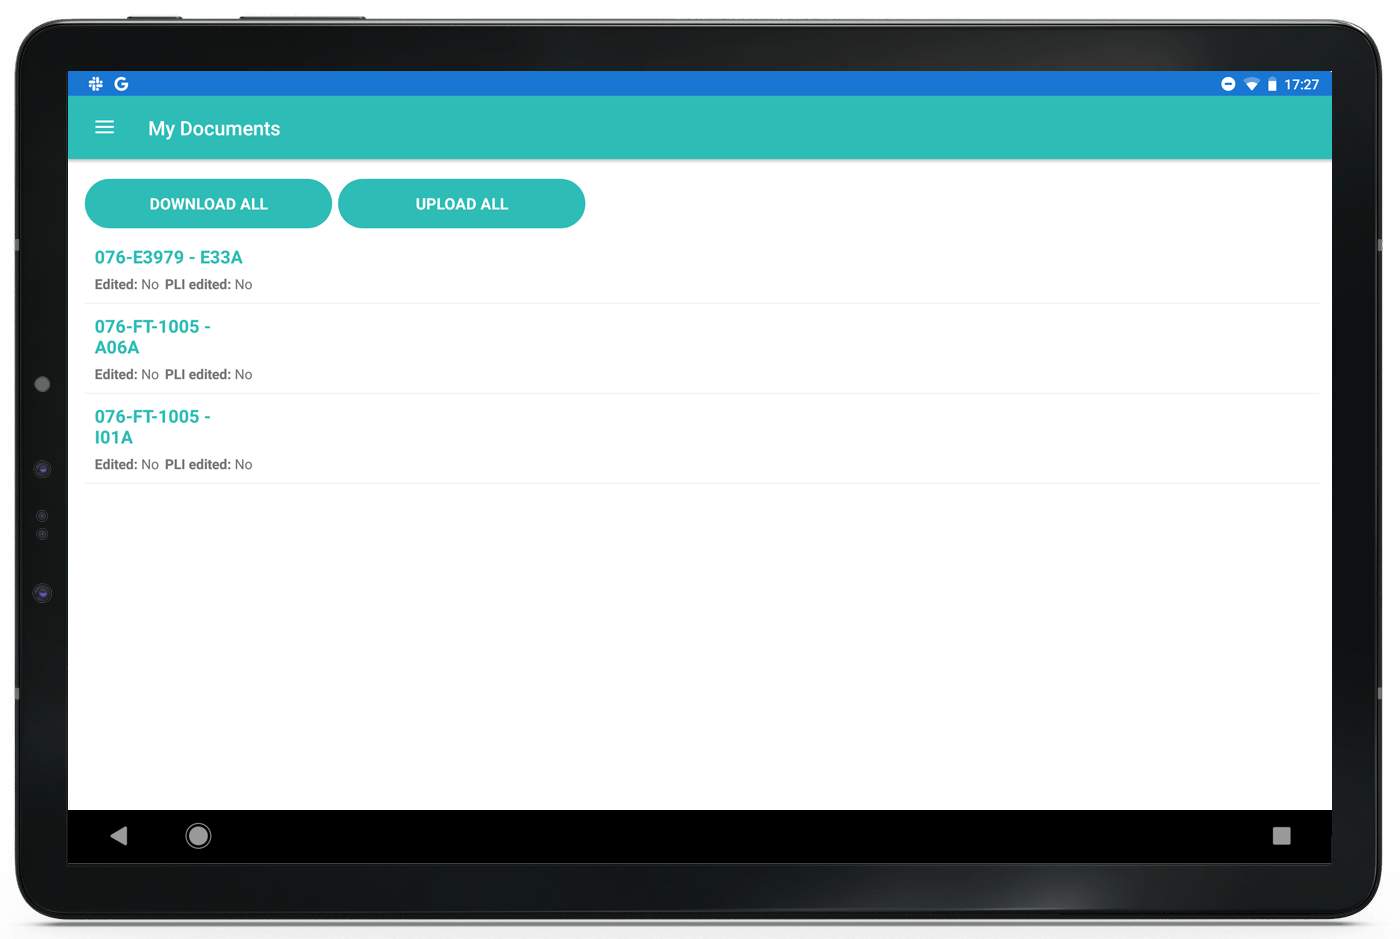 17:27
My Documents
DOWNLOAD ALL
UPLOAD ALL
076-E3979 - E33A
Edited: No PLI edited: No
076-FT-1005 -
A06A
Edited: No PLI edited: No
076-FT-1005 -
I01A
Edited: No PLI edited: No